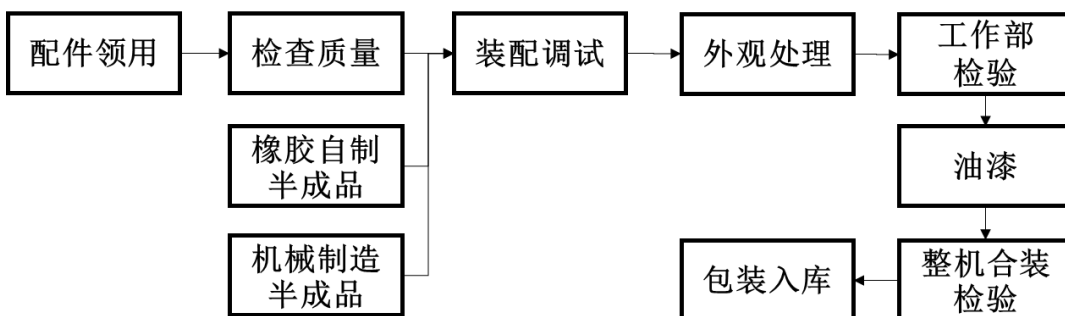 配件领用
检查质量
装配调试
外观处理
工作部
检验
橡胶自制
半成品
油漆
机械制造
半成品
包装入库
整机合装
检验